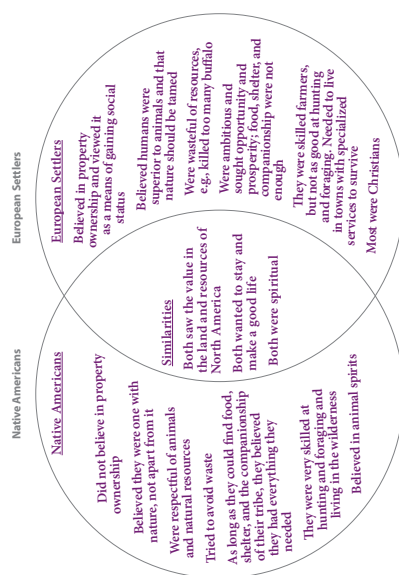 Native Americans
European Settlers
Native Americans
Did not believe in property
ownership
Believed they were one with
nature, not apart from it
Were respectful of animals
and natural resources
Tried to avoid waste
As long as they could find food,
shelter, and the companionship
of their tribe, they believed
they had everything they
needed
They were very skilled at
hunting and foraging and
living in the wilderness
Believed in animal spirits
Similarities
Both saw the value in
the land and resources of
North America
Both wanted to stay and
make a good life
Both were spiritual
European Settlers
Believed in property
ownership and viewed it
as a means of gaining social
status
Believed humans were
superior to animals and that
nature should be tamed
Were wasteful of resources,
e.g., killed too many buffalo
Were ambitious and
sought opportunity and
prosperity; food, shelter, and
companionship were not
enough
They were skilled farmers,
but not as good at hunting
and foraging. Needed to live
in towns with specialized
services to survive
Most were Christians